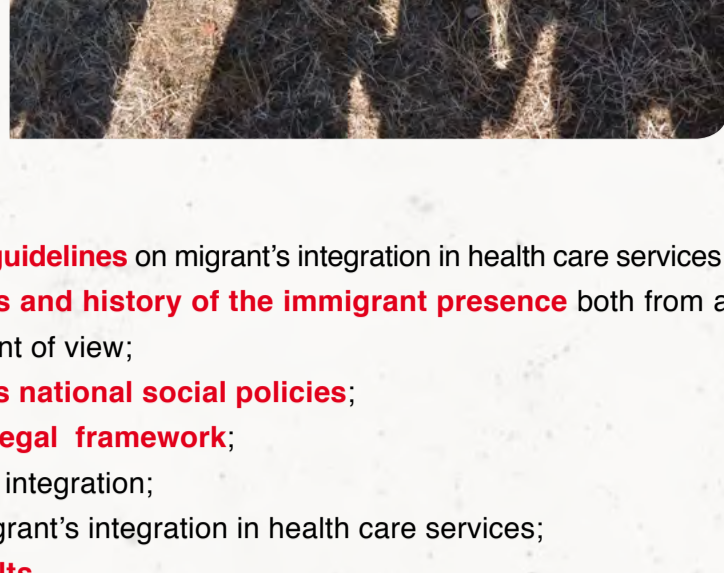 guidelines on migrant's integration in health care services
s and history of the immigrant presence both from a
nt of view;
s national social policies;
egal framework;
integration;
grant's integration in health care services;
lts